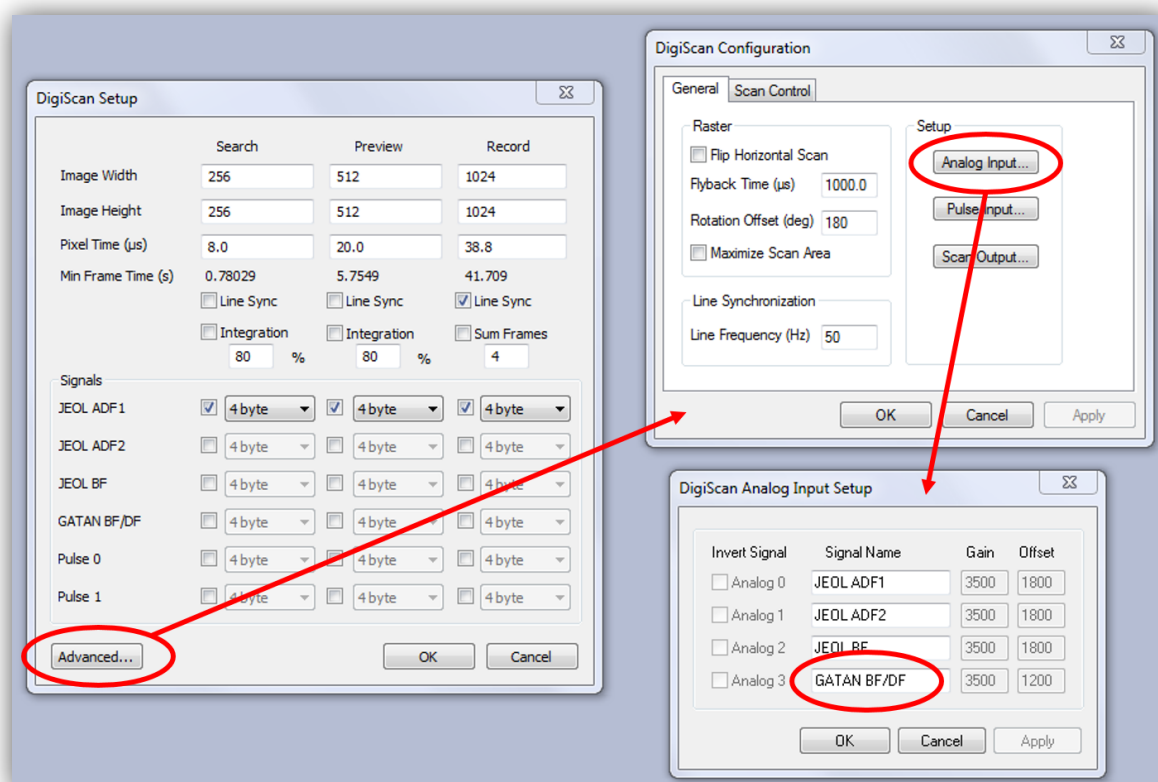 DigiScan Setup
Search Preview Record
Image Width 256 512 1024
Image Height 256 512 1024
Pixel Time (µs) 8.0 20.0 38.8
Min Frame Time (s) 0.78029 5.7549 41.709
Line Sync Line Sync Line Sync
Integration Integration Sum Frames
80 % 80 % 4
Signals
JEOL ADF1 4 byte 4 byte 4 byte
JEOL ADF2 4 byte 4 byte 4 byte
JEOL BF 4 byte 4 byte 4 byte
GATAN BF/DF 4 byte 4 byte 4 byte
Pulse 0 4 byte 4 byte 4 byte
Pulse 1 4 byte 4 byte 4 byte
Advanced... OK Cancel
DigiScan Configuration
General Scan Control
Raster Setup
Flip Horizontal Scan Analog Input...
Flyback Time (µs) 1000.0 Pulse Input...
Rotation Offset (deg) 180
Maximize Scan Area Scan Output...
Line Synchronization
Line Frequency (Hz) 50
OK Cancel Apply
DigiScan Analog Input Setup
Invert Signal Signal Name Gain Offset
Analog 0 JEOL ADF1 3500 1800
Analog 1 JEOL ADF2 3500 1800
Analog 2 JEOL BF 3500 1800
Analog 3 GATAN BF/DF 3500 1200
OK Cancel Apply